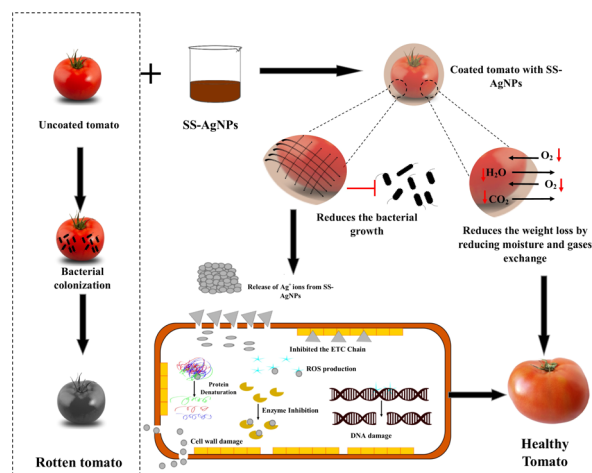 Uncoated tomato
+
SS-AgNPs
Coated tomato with SS-
AgNPs
Bacterial
colonization
Rotten tomato
Reduces the bacterial
growth
O2
H2O
O2
CO2
Reduces the weight loss by
reducing moisture and gases
exchange
Release of Ag+ ions from SS-
AgNPs
Inhibited the ETC Chain
ROS production
Protein
Denaturation
Enzyme Inhibition
Cell wall damage
DNA damage
Healthy
Tomato